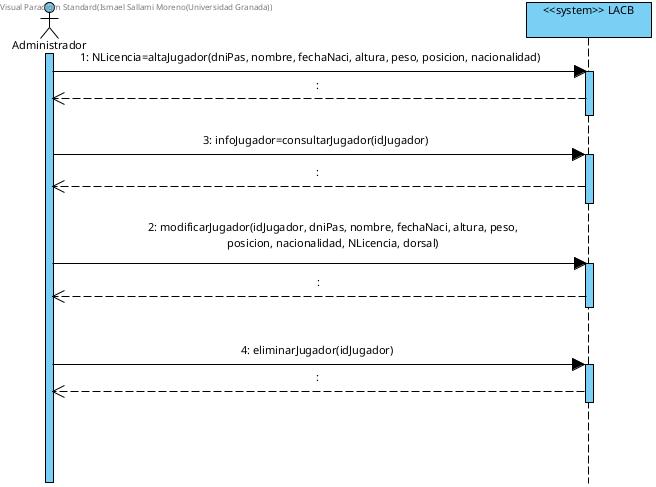 Visual Paradigm Standard(Ismael Sallami Moreno(Universidad Granada))
<<system>> LACB
Administrador
1: NLicencia=altaJugador(dniPas, nombre, fechaNaci, altura, peso, posicion, nacionalidad)
:
3: infoJugador=consultarJugador(idJugador)
:
2: modificarJugador(idJugador, dniPas, nombre, fechaNaci, altura, peso,
posicion, nacionalidad, NLicencia, dorsal)
:
4: eliminarJugador(idJugador)
: